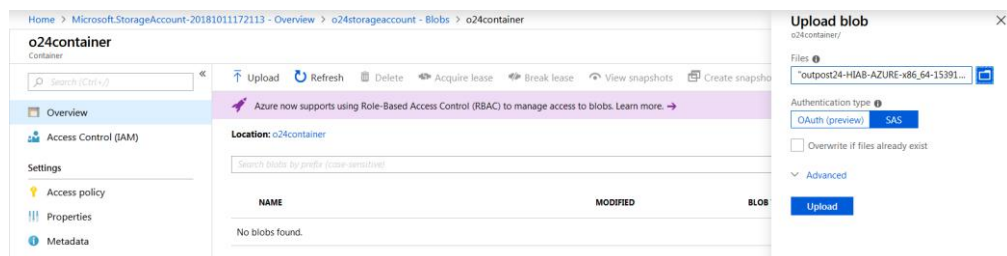 Home > Microsoft.StorageAccount-20181011172113 - Overview > o24storageaccount - Blobs > o24container
o24container
Container
Search (Ctrl+/)
«
Overview
Access Control (IAM)
Settings
Access policy
Properties
Metadata
Upload Refresh Delete Acquire lease Break lease View snapshots Create snapsho
Azure now supports using Role-Based Access Control (RBAC) to manage access to blobs. Learn more. →
Location: o24container
Search blobs by prefix (case-sensitive)
NAME MODIFIED BLOB
No blobs found.
Upload blob
o24container/
Files
"outpost24-HIAB-AZURE-x86_64-15391...
Authentication type
OAuth (preview) SAS
Overwrite if files already exist
Advanced
Upload